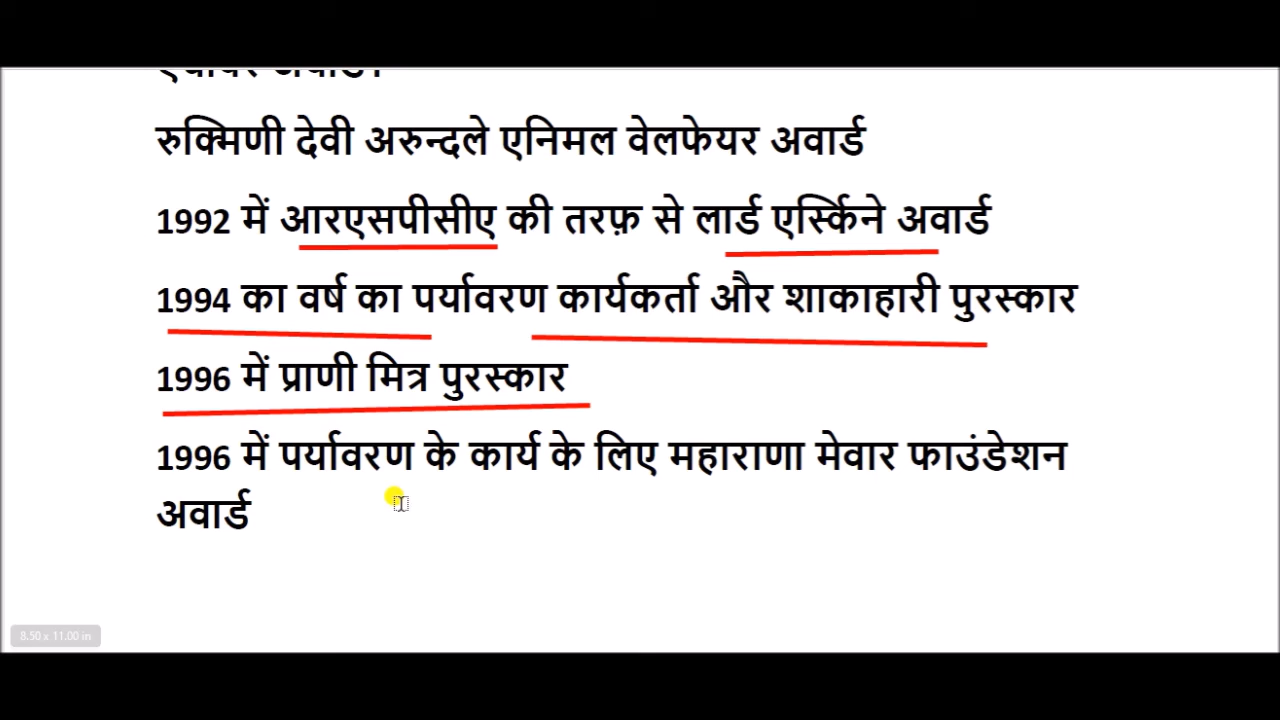 रुक्मिणी देवी अरुन्दले एनिमल वेलफेयर अवार्ड
1992 में आरएसपीसीए की तरफ़ से लार्ड एर्स्किने अवार्ड
1994 का वर्ष का पर्यावरण कार्यकर्ता और शाकाहारी पुरस्कार
1996 में प्राणी मित्र पुरस्कार
1996 में पर्यावरण के कार्य के लिए महाराणा मेवार फाउंडेशन
अवार्ड
8.50 x 11.00 in